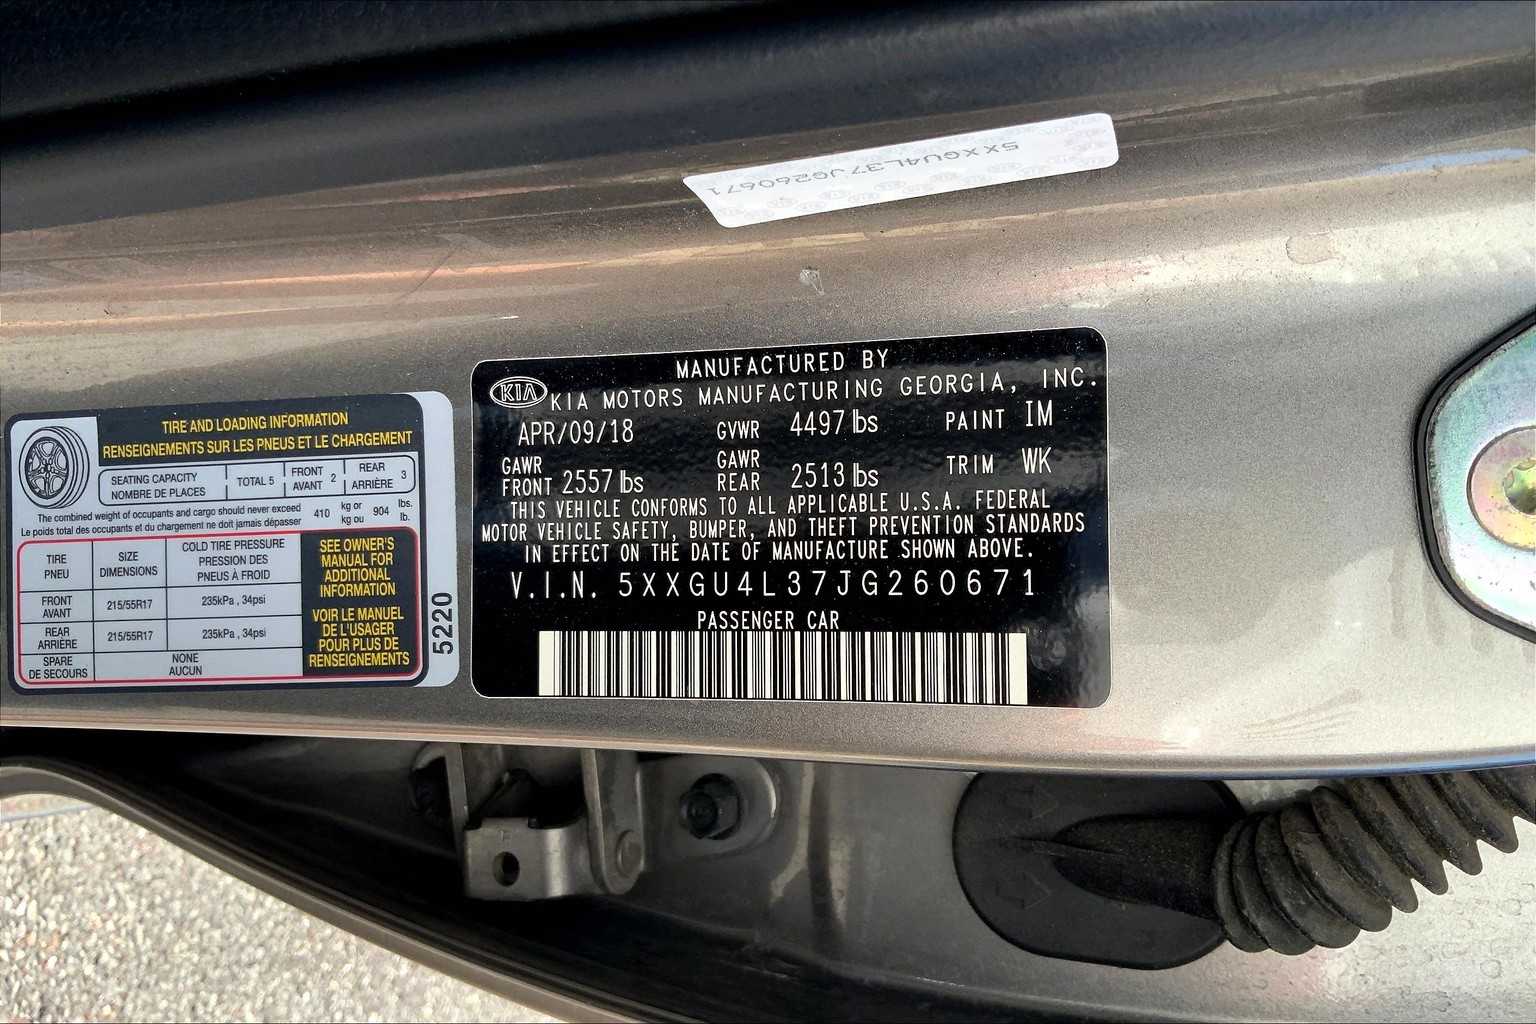 5XXGU4L37JG260671
MANUFACTURED BY
KIA KIA MOTORS MANUFACTURING GEORGIA, INC.
APR/09/18 GVWR 4497 lbs PAINT IM
GAWR FRONT 2557 lbs GAWR REAR 2513 lbs TRIM WK
THIS VEHICLE CONFORMS TO ALL APPLICABLE U.S.A. FEDERAL
MOTOR VEHICLE SAFETY, BUMPER, AND THEFT PREVENTION STANDARDS
IN EFFECT ON THE DATE OF MANUFACTURE SHOWN ABOVE.
V.I.N. 5XXGU4L37JG260671
PASSENGER CAR
TIRE AND LOADING INFORMATION
RENSEIGNEMENTS SUR LES PNEUS ET LE CHARGEMENT
SEATING CAPACITY
NOMBRE DE PLACES
TOTAL 5
FRONT
AVANT 2
REAR
ARRIÈRE 3
The combined weight of occupants and cargo should never exceed
Le poids total des occupants et du chargement ne doit jamais dépasser
410 kg or
kg ou
904 lbs.
lb.
TIRE
PNEU
SIZE
DIMENSIONS
COLD TIRE PRESSURE
PRESSION DES
PNEUS À FROID
FRONT
AVANT
215/55R17
235kPa , 34psi
REAR
ARRIÈRE
215/55R17
235kPa , 34psi
SPARE
DE SECOURS
NONE
AUCUN
SEE OWNER'S
MANUAL FOR
ADDITIONAL
INFORMATION
VOIR LE MANUEL
DE L'USAGER
POUR PLUS DE
RENSEIGNEMENTS
5220